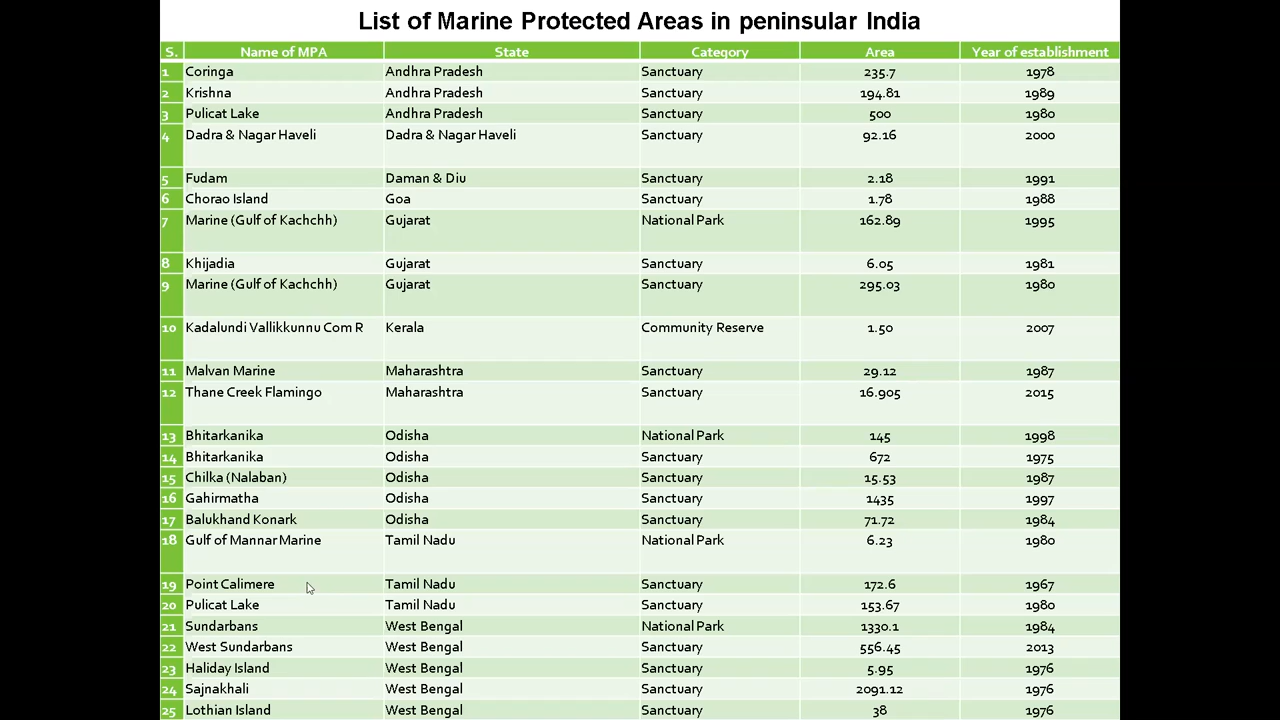 List of Marine Protected Areas in peninsular India
S. Name of MPA State Category Area Year of establishment
1 Coringa Andhra Pradesh Sanctuary 235.7 1978
2 Krishna Andhra Pradesh Sanctuary 194.81 1989
3 Pulicat Lake Andhra Pradesh Sanctuary 500 1980
4 Dadra & Nagar Haveli Dadra & Nagar Haveli Sanctuary 92.16 2000
5 Fudam Daman & Diu Sanctuary 2.18 1991
6 Chorao Island Goa Sanctuary 1.78 1988
7 Marine (Gulf of Kachchh) Gujarat National Park 162.89 1995
8 Khijadia Gujarat Sanctuary 6.05 1981
9 Marine (Gulf of Kachchh) Gujarat Sanctuary 295.03 1980
10 Kadalundi Vallikkunnu Com R Kerala Community Reserve 1.50 2007
11 Malvan Marine Maharashtra Sanctuary 29.12 1987
12 Thane Creek Flamingo Maharashtra Sanctuary 16.905 2015
13 Bhitarkanika Odisha National Park 145 1998
14 Bhitarkanika Odisha Sanctuary 672 1975
15 Chilka (Nalaban) Odisha Sanctuary 15.53 1987
16 Gahirmatha Odisha Sanctuary 1435 1997
17 Balukhand Konark Odisha Sanctuary 71.72 1984
18 Gulf of Mannar Marine Tamil Nadu National Park 6.23 1980
19 Point Calimere Tamil Nadu Sanctuary 172.6 1967
20 Pulicat Lake Tamil Nadu Sanctuary 153.67 1980
21 Sundarbans West Bengal National Park 1330.1 1984
22 West Sundarbans West Bengal Sanctuary 556.45 2013
23 Haliday Island West Bengal Sanctuary 5.95 1976
24 Sajnakhali West Bengal Sanctuary 2091.12 1976
25 Lothian Island West Bengal Sanctuary 38 1976